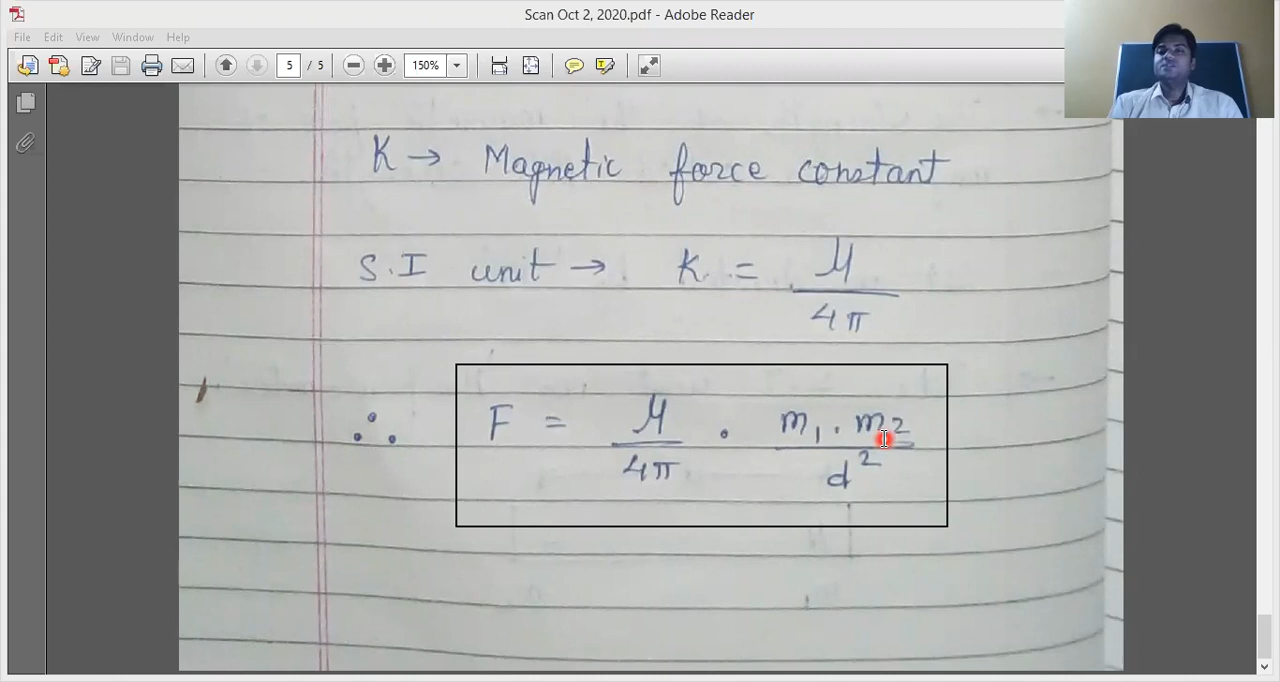 Scan Oct 2, 2020.pdf - Adobe Reader
File Edit View Window Help
5 / 5 150%
K → Magnetic force constant
S.I unit → K = μ / 4π
∴ F = μ / 4π . m₁ . m₂ / d²